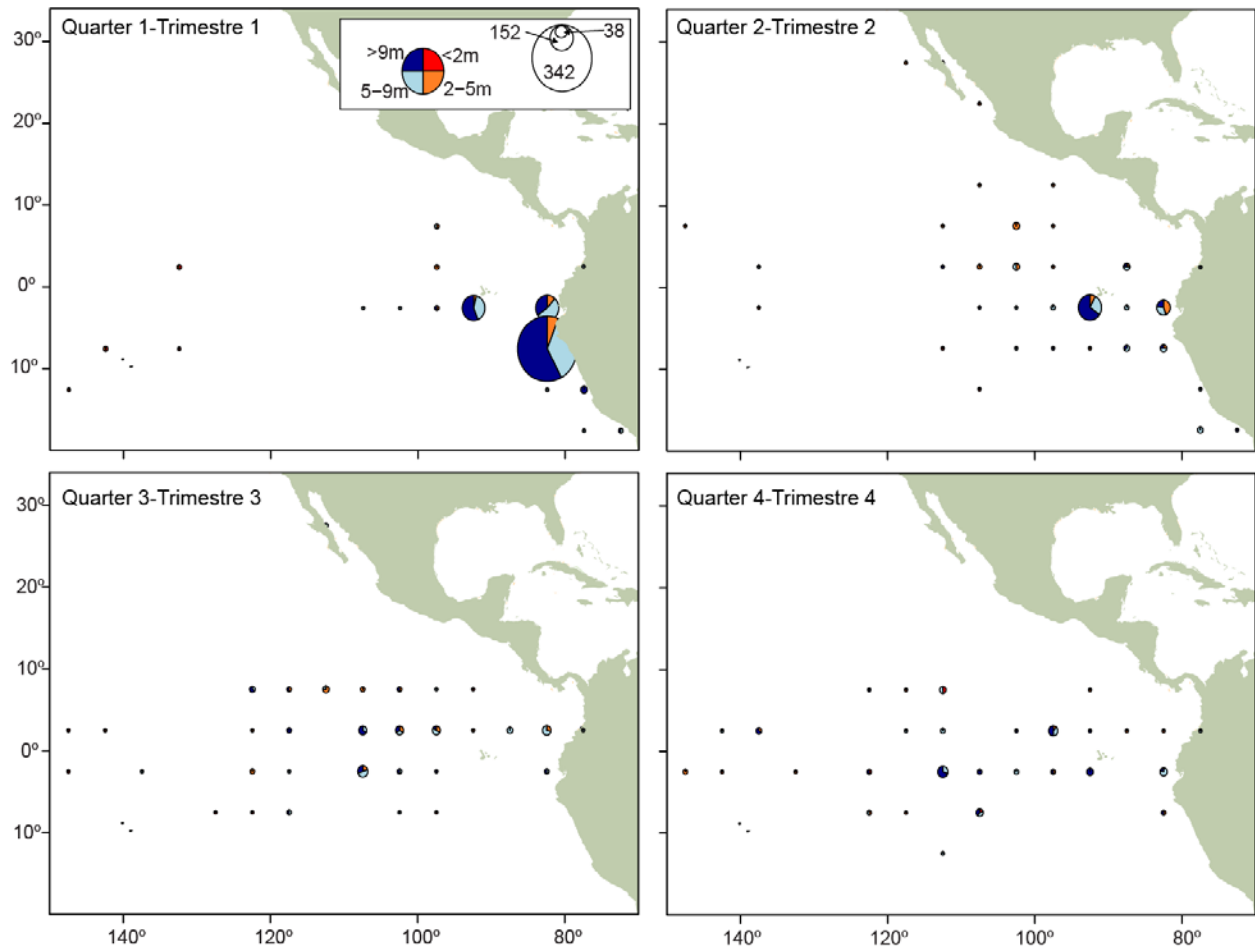 Quarter 1-Trimestre 1
>9m <2m
5–9m 2–5m
152 38
342
Quarter 2-Trimestre 2
30º
20º
10º
0º
10º
Quarter 3-Trimestre 3
Quarter 4-Trimestre 4
30º
20º
10º
0º
10º
140º 120º 100º 80º
140º 120º 100º 80º